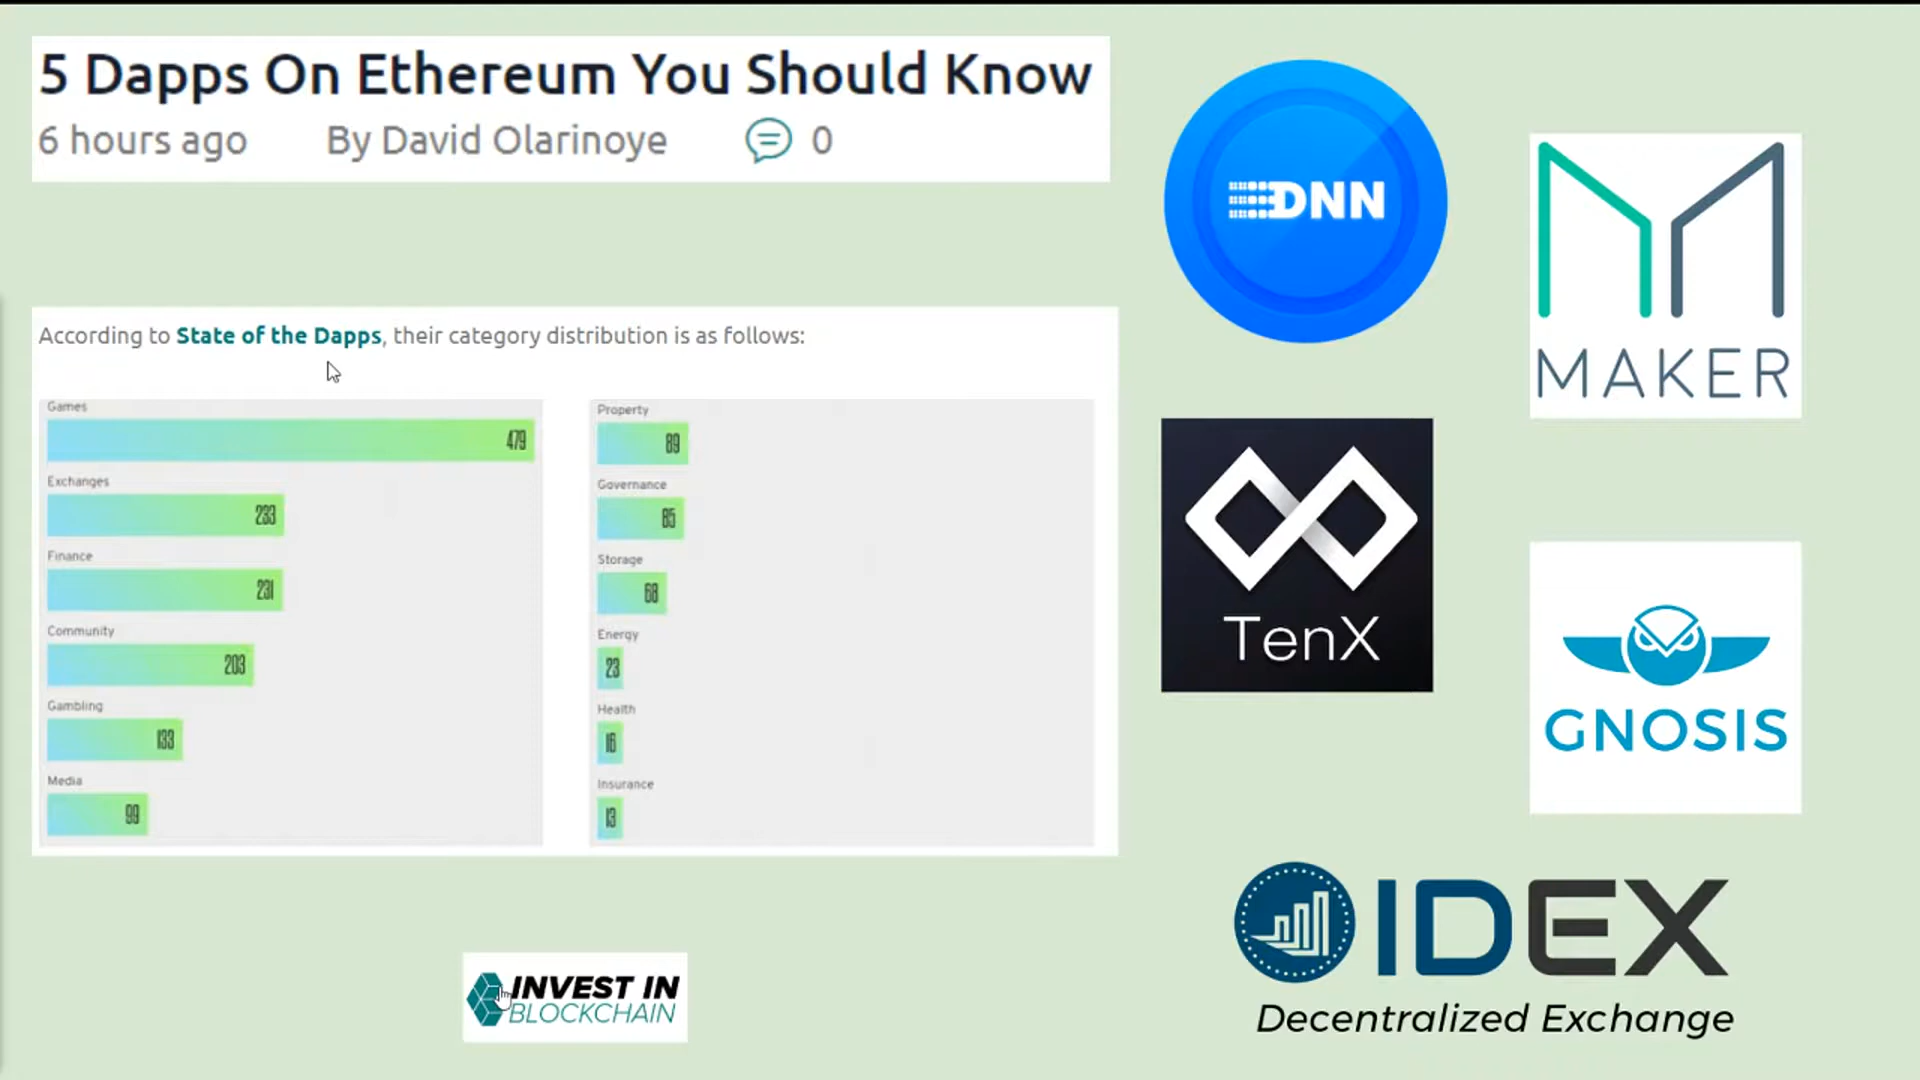 5 Dapps On Ethereum You Should Know
6 hours ago By David Olarinoye 0
According to State of the Dapps, their category distribution is as follows:
Games
479
Exchanges
233
Finance
231
Community
203
Gambling
133
Media
99
Property
89
Governance
85
Storage
68
Energy
23
Health
16
Insurance
13
DNN
MAKER
TenX
GNOSIS
IDEX
Decentralized Exchange
INVEST IN
BLOCKCHAIN